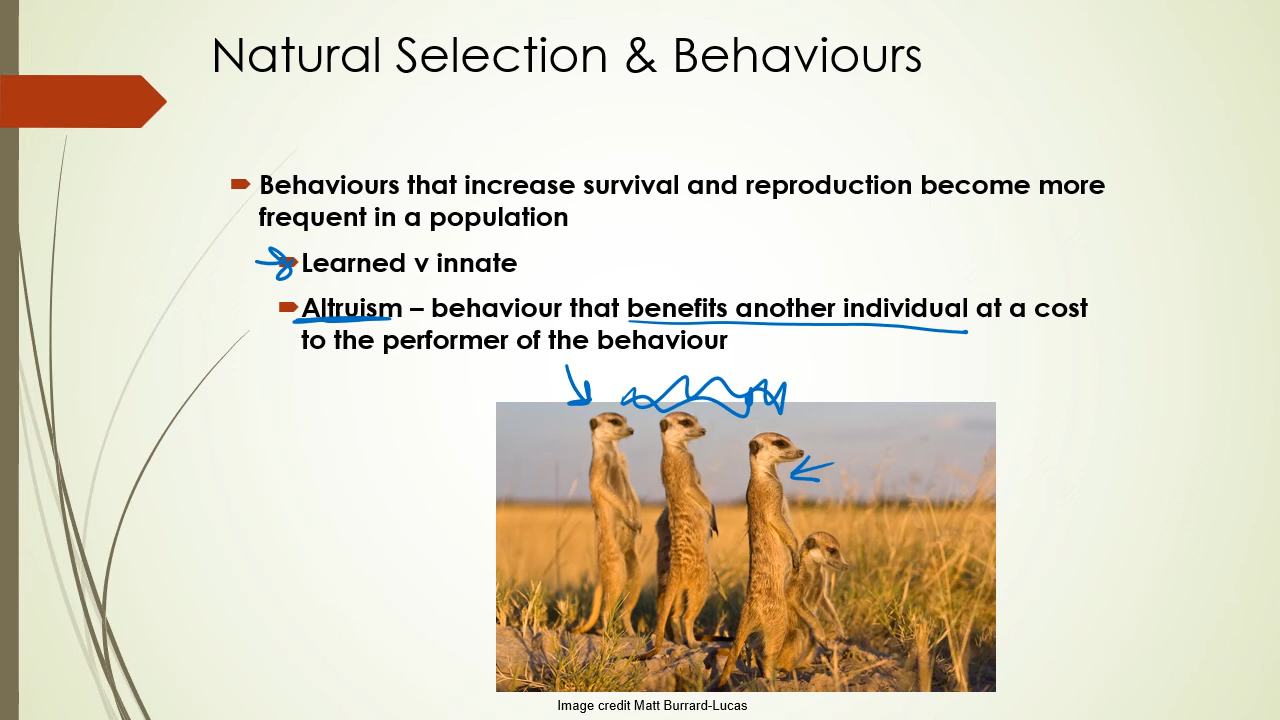 Natural Selection & Behaviours
Behaviours that increase survival and reproduction become more
frequent in a population
Learned v innate
Altruism – behaviour that benefits another individual at a cost
to the performer of the behaviour
Image credit Matt Burrard-Lucas